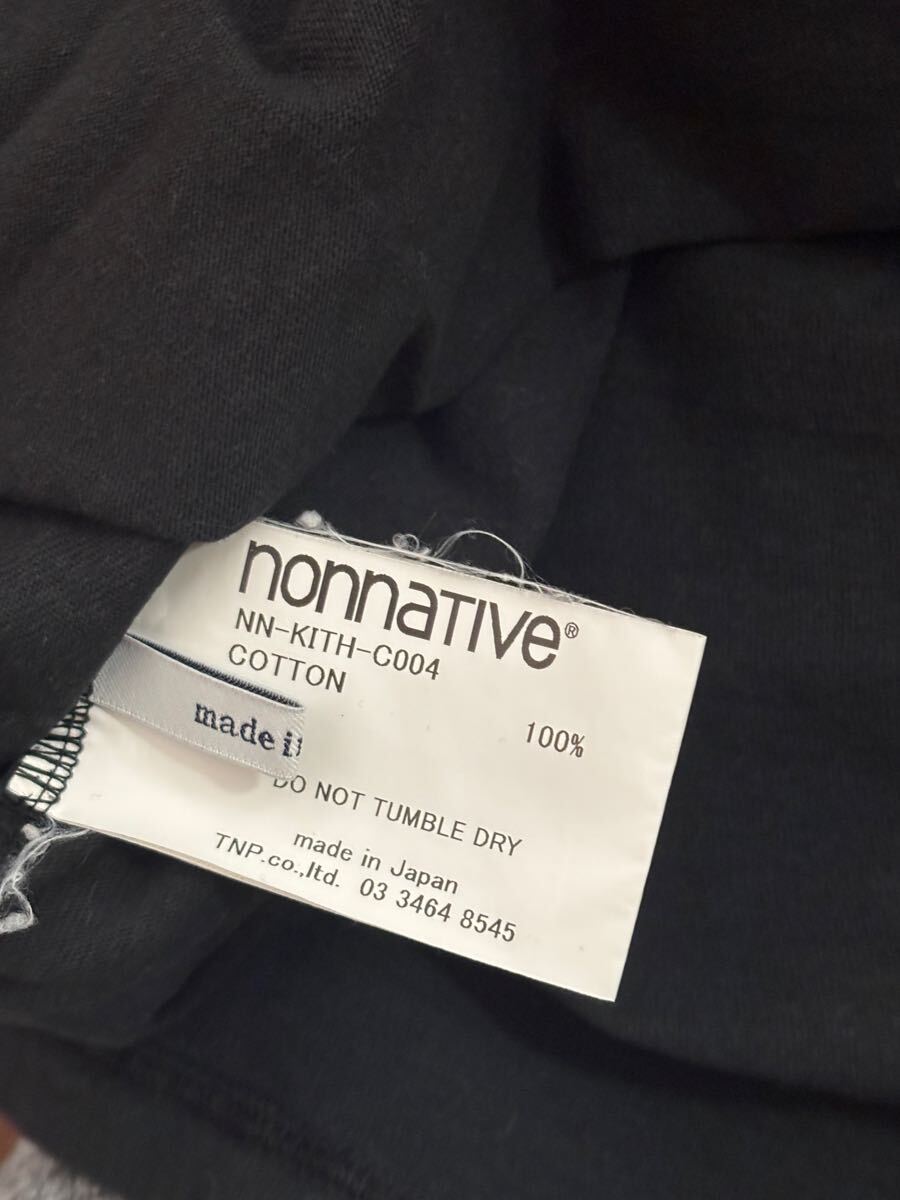 nonnative®
NN-KITH-C004
COTTON 100%
made i
DO NOT TUMBLE DRY
made in Japan
TNP.co.,ltd. 03 3464 8545